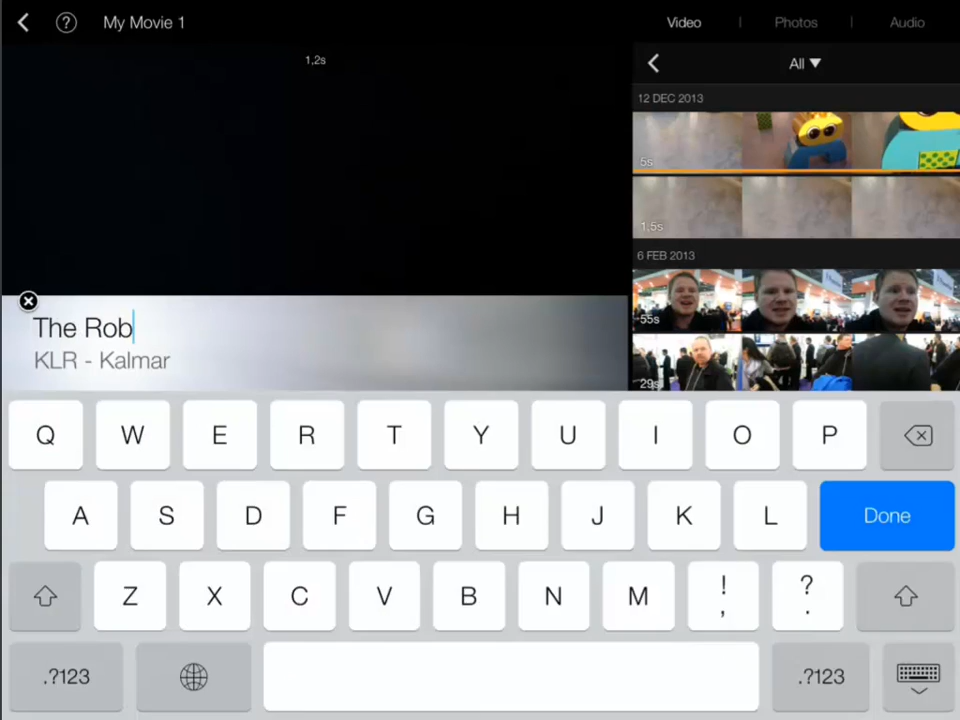 ? My Movie 1 Video | Photos | Audio
1,2s
All ▼
12 DEC 2013
5s
1.5s
6 FEB 2013
55s
29s
The Rob
KLR - Kalmar
Q W E R T Y U I O P
A S D F G H J K L Done
Z X C V B N M ! , ? .
.?123 .?123